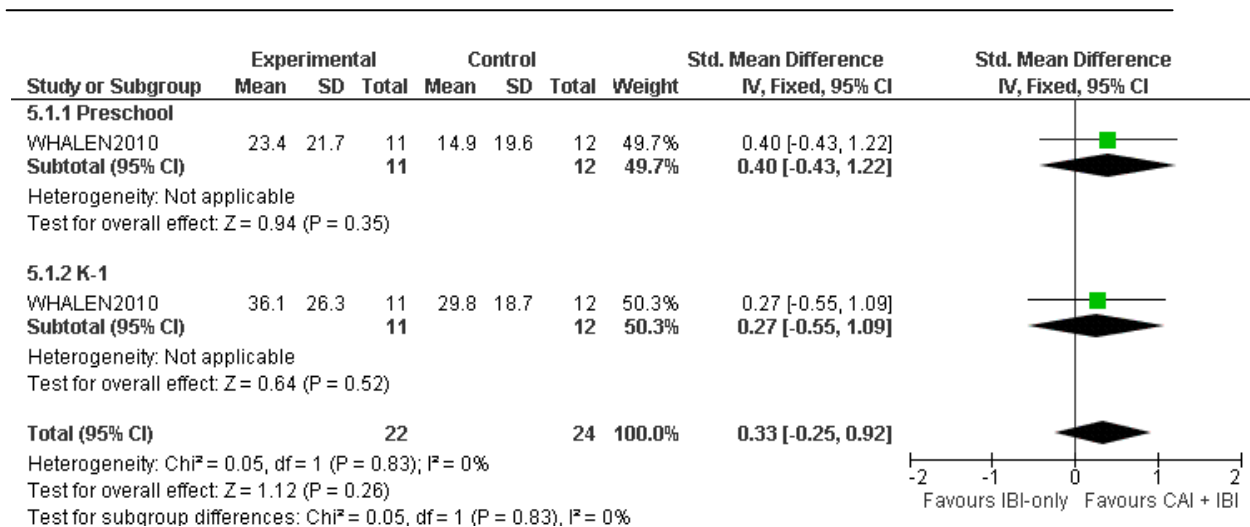 Experimental Control Std. Mean Difference Std. Mean Difference
Study or Subgroup Mean SD Total Mean SD Total Weight IV, Fixed, 95% CI IV, Fixed, 95% CI
5.1.1 Preschool
WHALEN2010 23.4 21.7 11 14.9 19.6 12 49.7% 0.40 [-0.43, 1.22]
Subtotal (95% CI) 11 12 49.7% 0.40 [-0.43, 1.22]
Heterogeneity: Not applicable
Test for overall effect: Z = 0.94 (P = 0.35)
5.1.2 K-1
WHALEN2010 36.1 26.3 11 29.8 18.7 12 50.3% 0.27 [-0.55, 1.09]
Subtotal (95% CI) 11 12 50.3% 0.27 [-0.55, 1.09]
Heterogeneity: Not applicable
Test for overall effect: Z = 0.64 (P = 0.52)
Total (95% CI) 22 24 100.0% 0.33 [-0.25, 0.92]
Heterogeneity: Chi² = 0.05, df = 1 (P = 0.83); I² = 0%
Test for overall effect: Z = 1.12 (P = 0.26)
Test for subgroup differences: Chi² = 0.05, df = 1 (P = 0.83), I² = 0%
-2 -1 0 1 2
Favours IBI-only Favours CAI + IBI